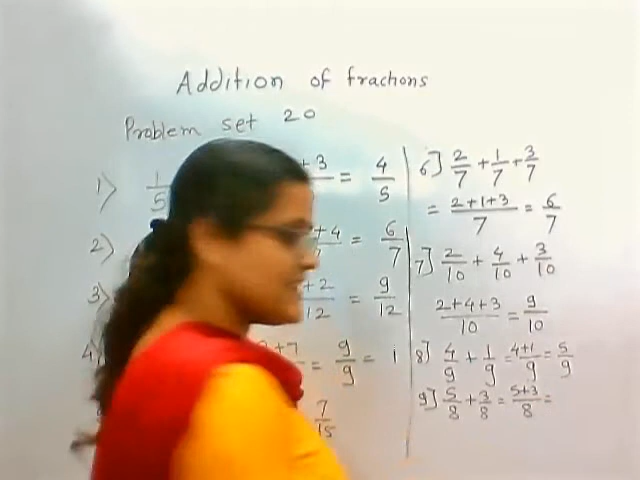 Addition of frachons
Problem set 20
1) 1/5 + 3 = 4/5
2) + 4 = 6/7
3) + 2 /12 = 9/12
4) + 7 = 9/9 = 1
7/15
6] 2/7 + 1/7 + 3/7
= 2+1+3/7 = 6/7
7] 2/10 + 4/10 + 3/10
2+4+3/10 = 9/10
8] 4/9 + 1/9 = 4+1/9 = 5/9
9] 5/8 + 3/8 = 5+3/8 =